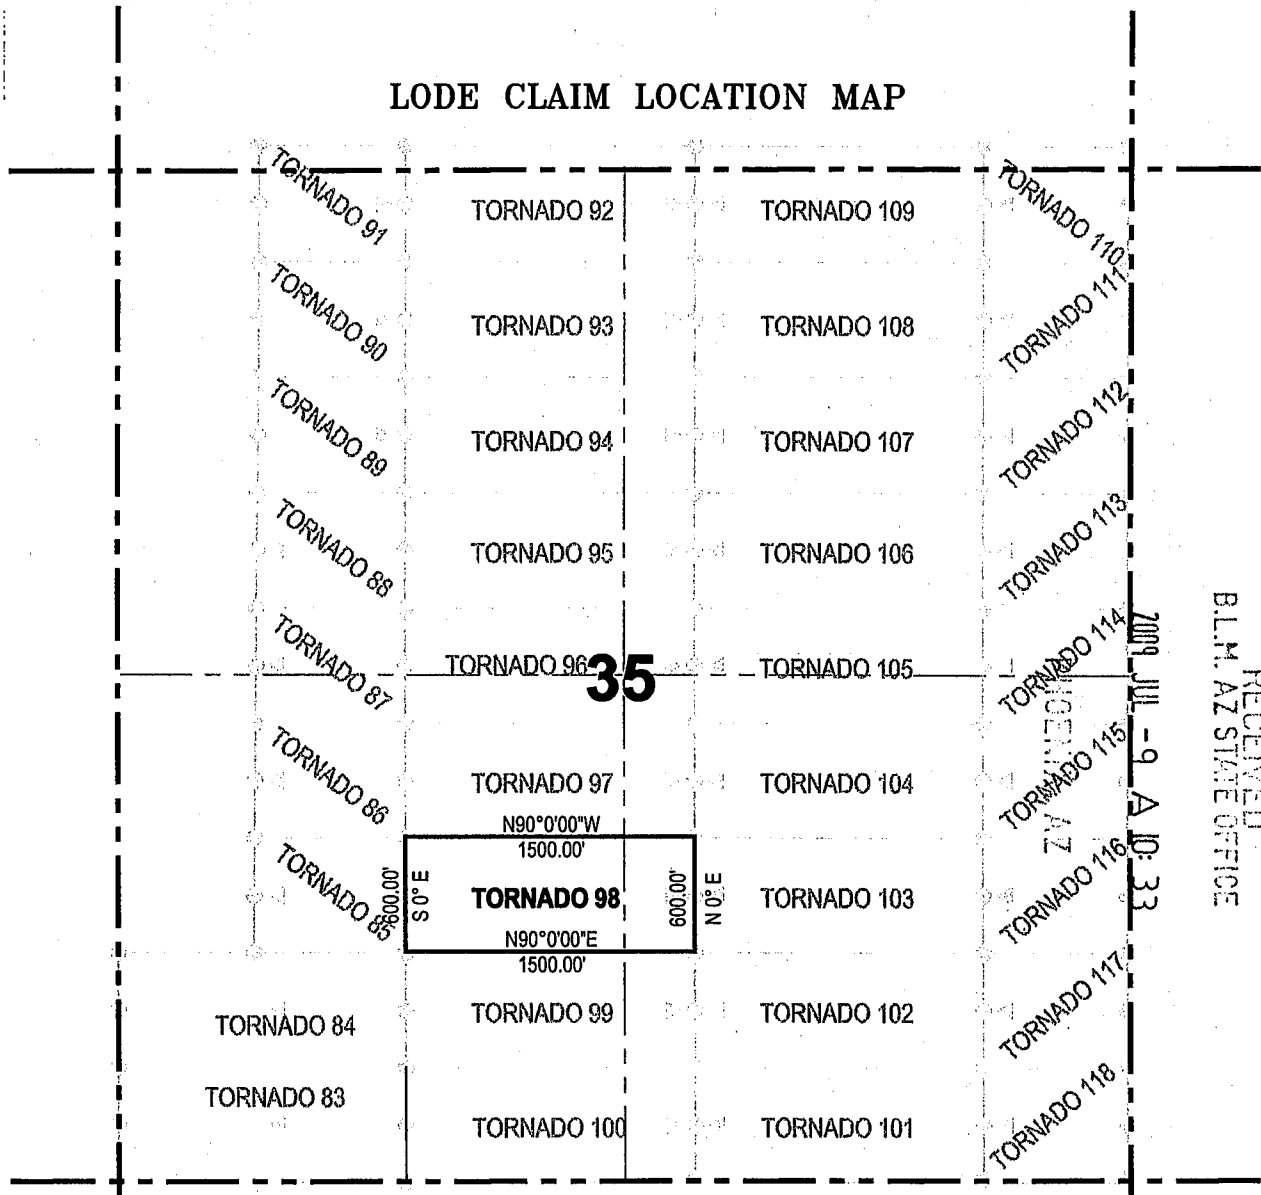 LODE CLAIM LOCATION MAP
TORNADO 91
TORNADO 92
TORNADO 109
TORNADO 110
TORNADO 90
TORNADO 93
TORNADO 108
TORNADO 111
TORNADO 89
TORNADO 94
TORNADO 107
TORNADO 112
TORNADO 88
TORNADO 95
TORNADO 106
TORNADO 113
TORNADO 87
TORNADO 96
35
TORNADO 105
TORNADO 114
TORNADO 86
TORNADO 97
TORNADO 104
TORNADO 115
N90°0'00"W
1500.00'
TORNADO 85
600.00'
S 0° E
TORNADO 98
600.00'
N 0° E
TORNADO 103
TORNADO 116
N90°0'00"E
1500.00'
TORNADO 84
TORNADO 99
TORNADO 102
TORNADO 117
TORNADO 83
TORNADO 100
TORNADO 101
TORNADO 118
RECEIVED
B.L.M. AZ STATE OFFICE
2009 JUL -9 A 10:33
PHOENIX, AZ